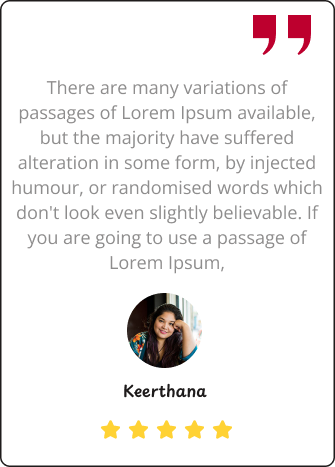 There are many variations of
passages of Lorem Ipsum available,
but the majority have suffered
alteration in some form, by injected
humour, or randomised words which
don't look even slightly believable. If
you are going to use a passage of
Lorem Ipsum,
Keerthana